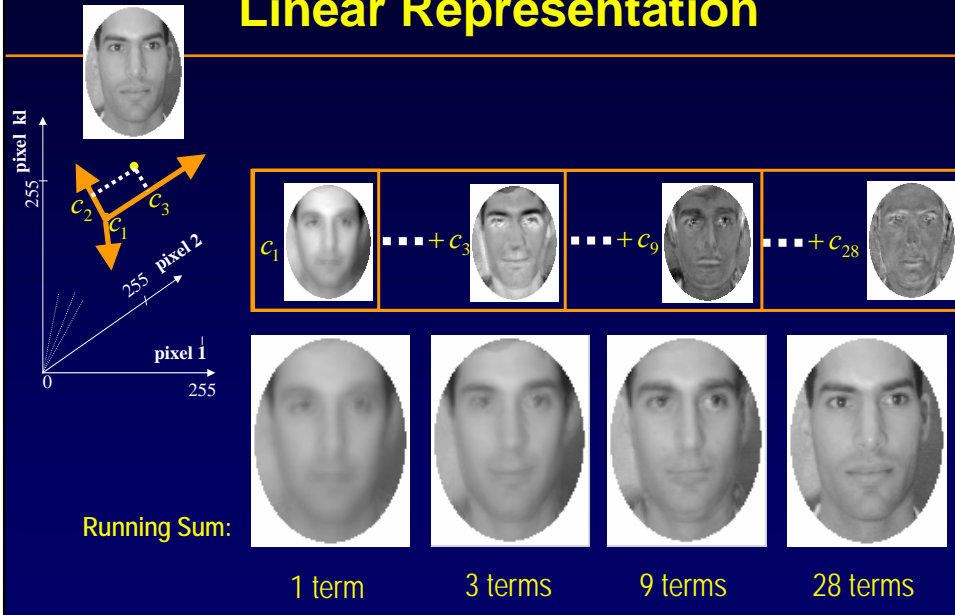 Linear Representation
pixel kl
255
c₂
c₁
c₃
255
pixel 2
pixel 1
0
255
c₁
+ c₃
+ c₉
+ c₂₈
Running Sum:
1 term
3 terms
9 terms
28 terms